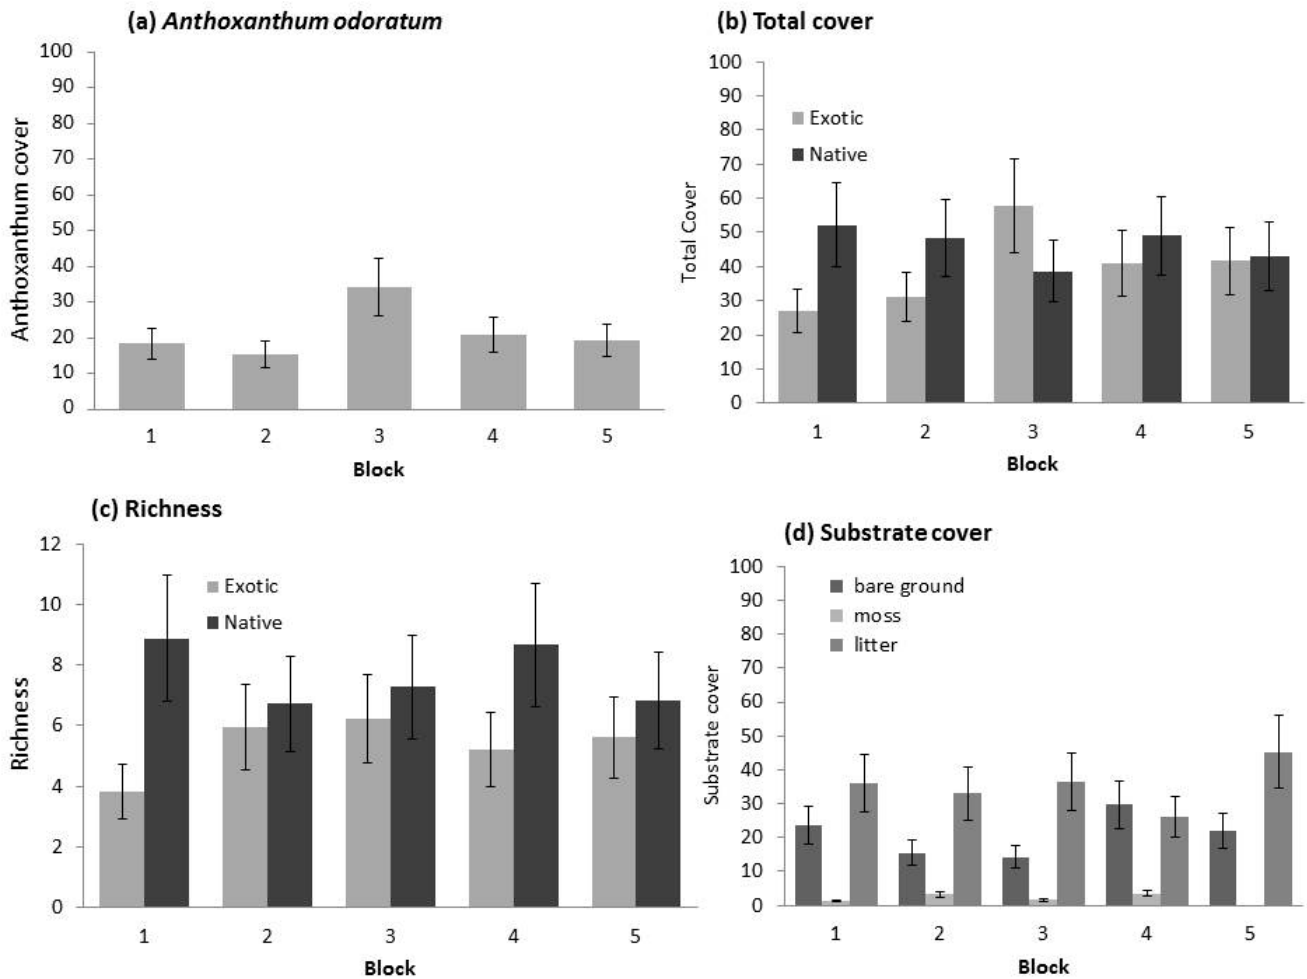 (a) Anthoxanthum odoratum
100
90
80
70
60
50
40
30
20
10
0
Anthoxanthum cover
1 2 3 4 5
Block
(b) Total cover
100
90
80
70
60
50
40
30
20
10
0
Total Cover
Exotic
Native
1 2 3 4 5
Block
(c) Richness
12
10
8
6
4
2
0
Richness
Exotic
Native
1 2 3 4 5
Block
(d) Substrate cover
100
90
80
70
60
50
40
30
20
10
0
Substrate cover
bare ground
moss
litter
1 2 3 4 5
Block